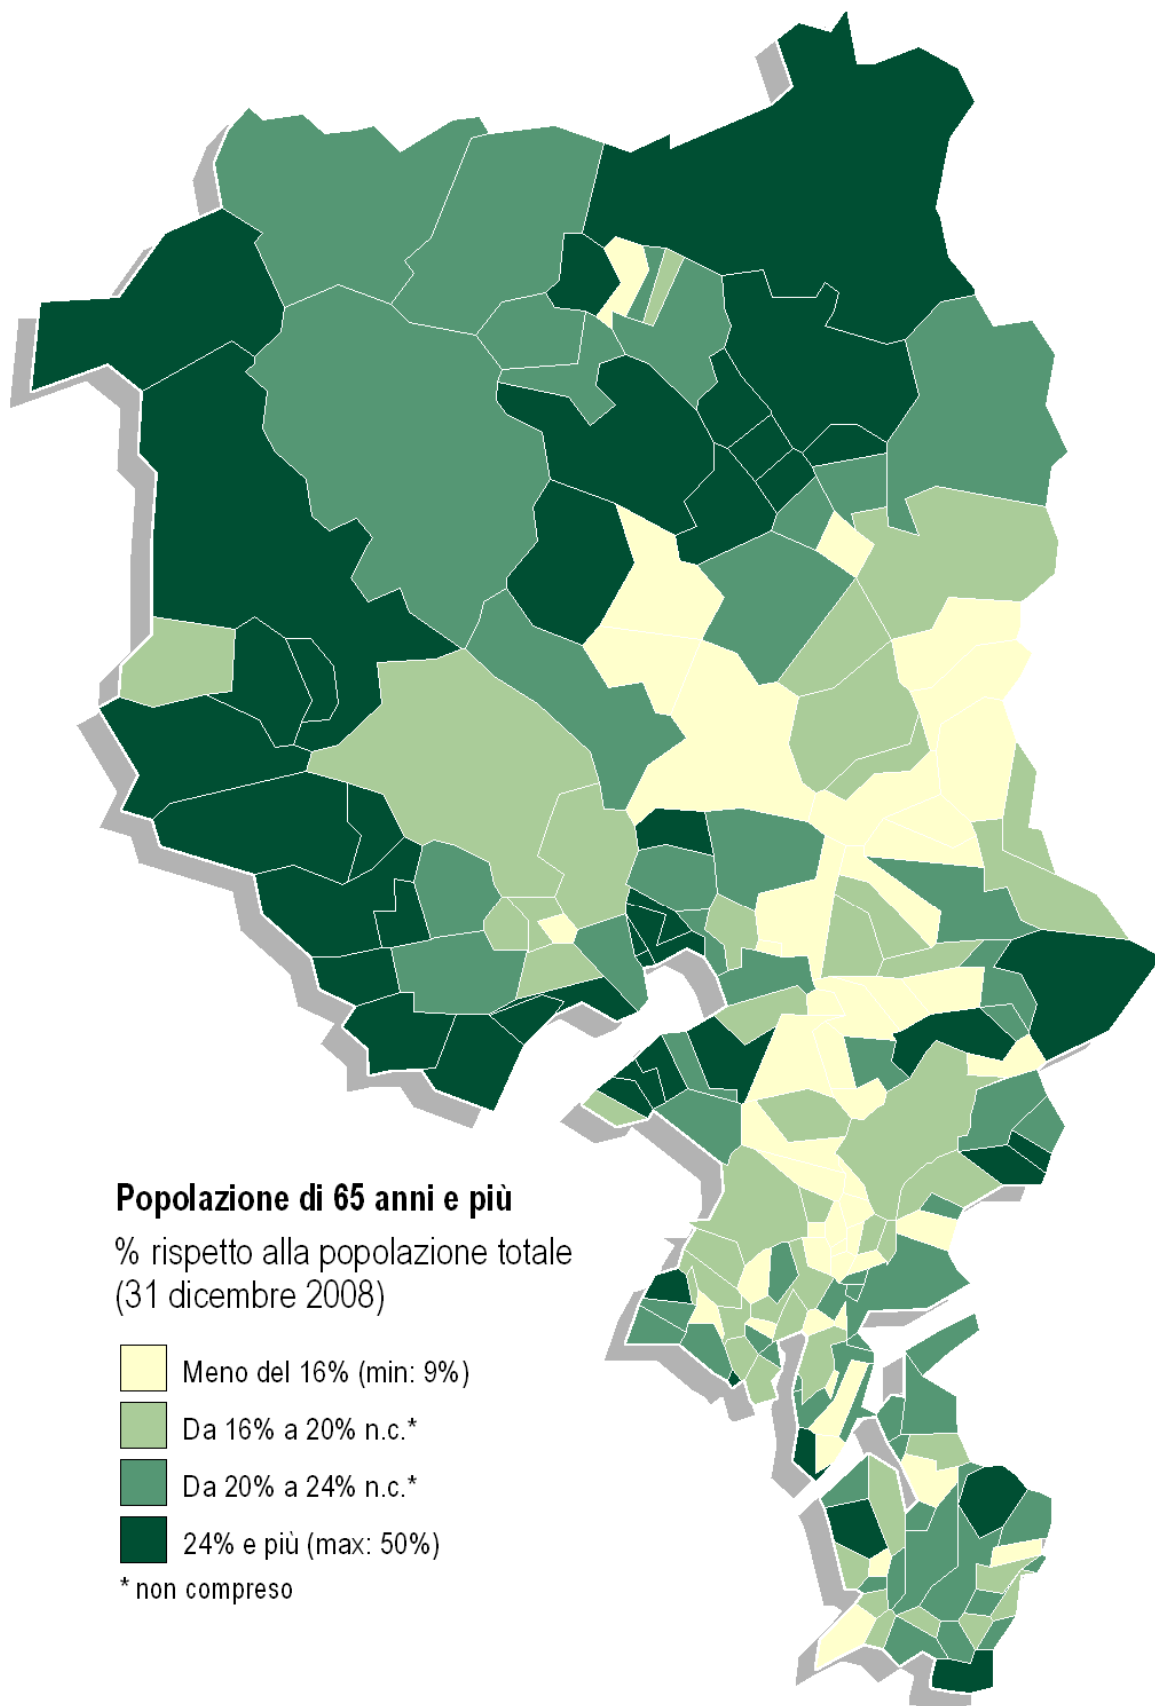 Popolazione di 65 anni e più
% rispetto alla popolazione totale
(31 dicembre 2008)
Meno del 16% (min: 9%)
Da 16% a 20% n.c.*
Da 20% a 24% n.c.*
24% e più (max: 50%)
* non compreso